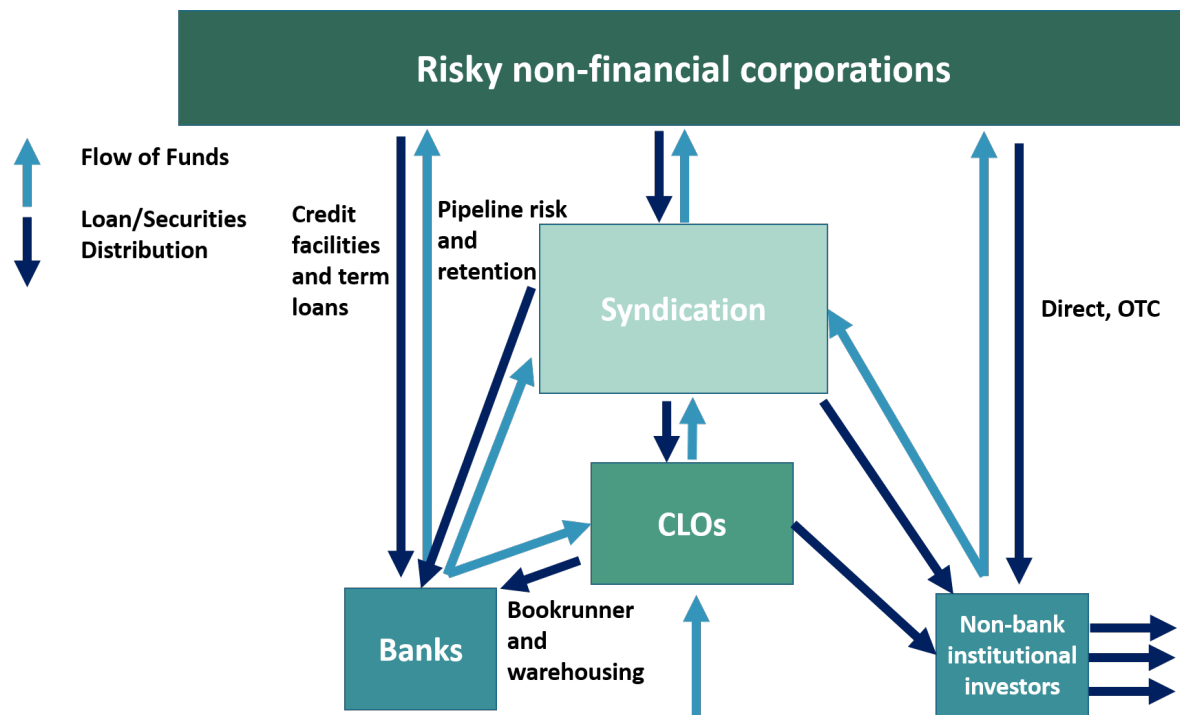 Risky non-financial corporations
Flow of Funds
Loan/Securities
Distribution
Credit
facilities
and term
loans
Pipeline risk
and
retention
Syndication
Direct, OTC
CLOs
Banks
Bookrunner
and
warehousing
Non-bank
institutional
investors